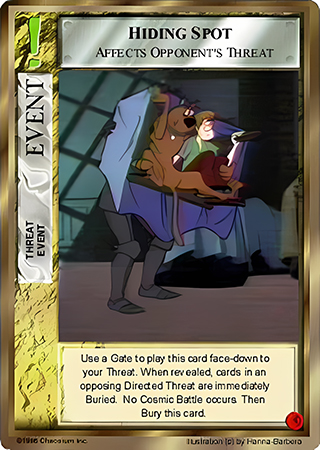 HIDING SPOT
AFFECTS OPPONENT'S THREAT
EVENT
THREAT
EVENT
Use a Gate to play this card face-down to
your Threat. When revealed, cards in an
opposing Directed Threat are immediately
Buried. No Cosmic Battle occurs. Then
Bury this card.
©1996 Chaosium Inc.
Illustration (c) by Hanna-Barbera